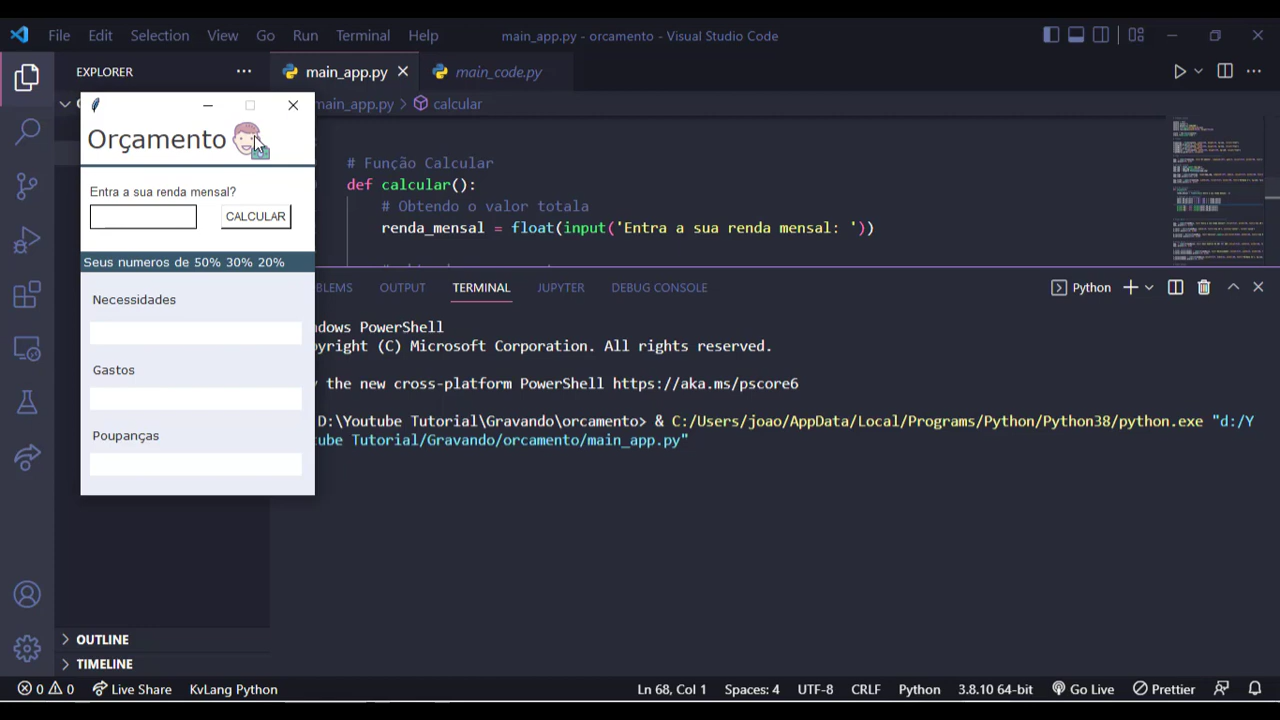 File Edit Selection View Go Run Terminal Help
main_app.py - orcamento - Visual Studio Code
EXPLORER
main_app.py
main_code.py
main_app.py > calcular
Orçamento
Entra a sua renda mensal?
CALCULAR
Seus numeros de 50% 30% 20%
Necessidades
Gastos
Poupanças
# Função Calcular
def calcular():
# Obtendo o valor totala
renda_mensal = float(input('Entra a sua renda mensal: '))
BLEMS OUTPUT TERMINAL JUPYTER DEBUG CONSOLE
Python
dows PowerShell
pyright (C) Microsoft Corporation. All rights reserved.
y the new cross-platform PowerShell https://aka.ms/pscore6
D:\Youtube Tutorial\Gravando\orcamento> & C:/Users/joao/AppData/Local/Programs/Python/Python38/python.exe "d:/Y
tube Tutorial/Gravando/orcamento/main_app.py"
OUTLINE
TIMELINE
0 0 Live Share KvLang Python
Ln 68, Col 1 Spaces: 4 UTF-8 CRLF Python 3.8.10 64-bit Go Live Prettier